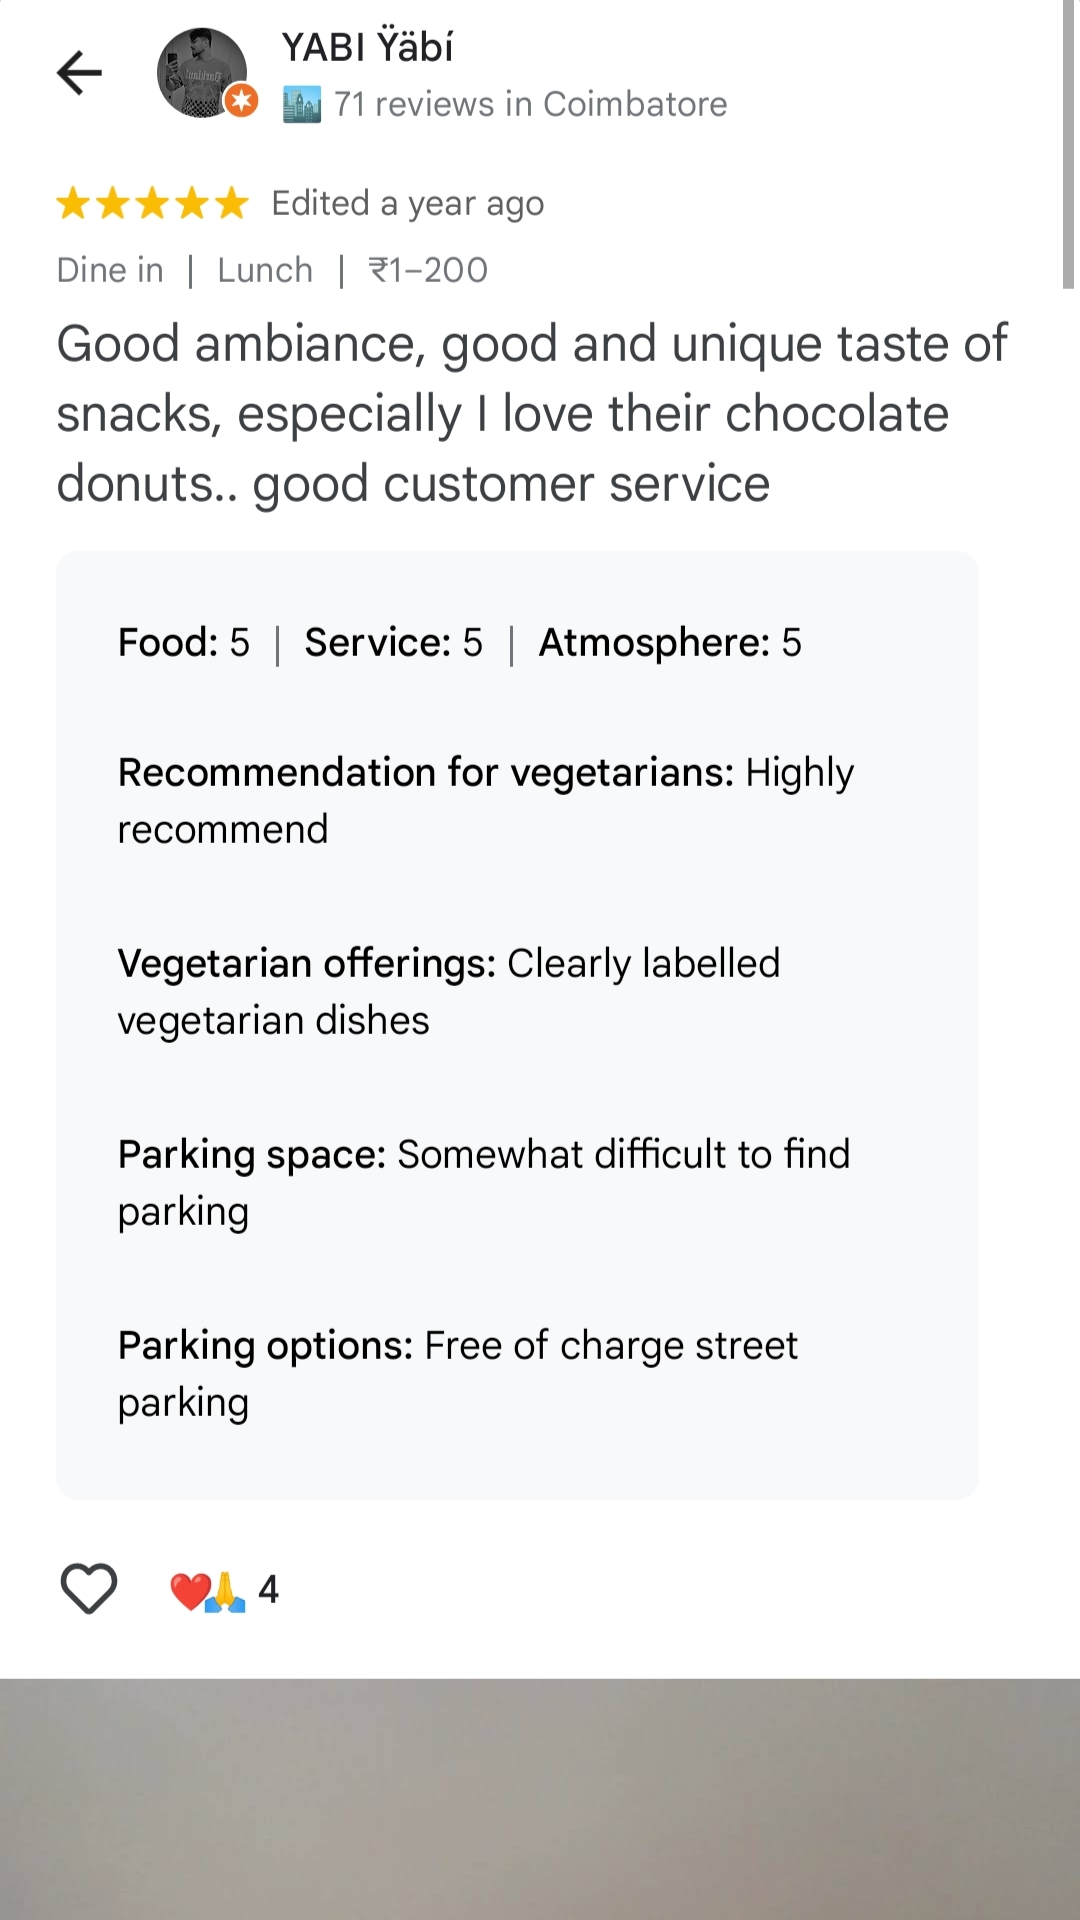 YABI Ÿäbí
71 reviews in Coimbatore
Edited a year ago
Dine in | Lunch | ₹1–200
Good ambiance, good and unique taste of
snacks, especially I love their chocolate
donuts.. good customer service
Food: 5 | Service: 5 | Atmosphere: 5
Recommendation for vegetarians: Highly
recommend
Vegetarian offerings: Clearly labelled
vegetarian dishes
Parking space: Somewhat difficult to find
parking
Parking options: Free of charge street
parking
❤️🙏 4